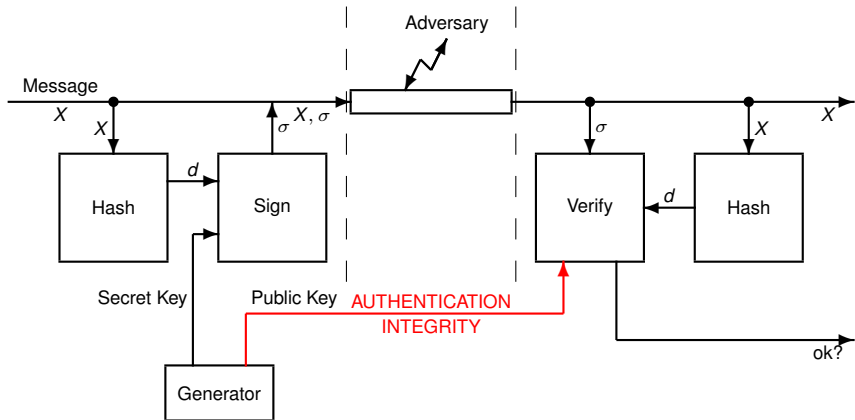 Adversary
Message
X
X
σ
X, σ
σ
X
X
Hash
d
Sign
Verify
d
Hash
Secret Key
Public Key
AUTHENTICATION
INTEGRITY
ok?
Generator